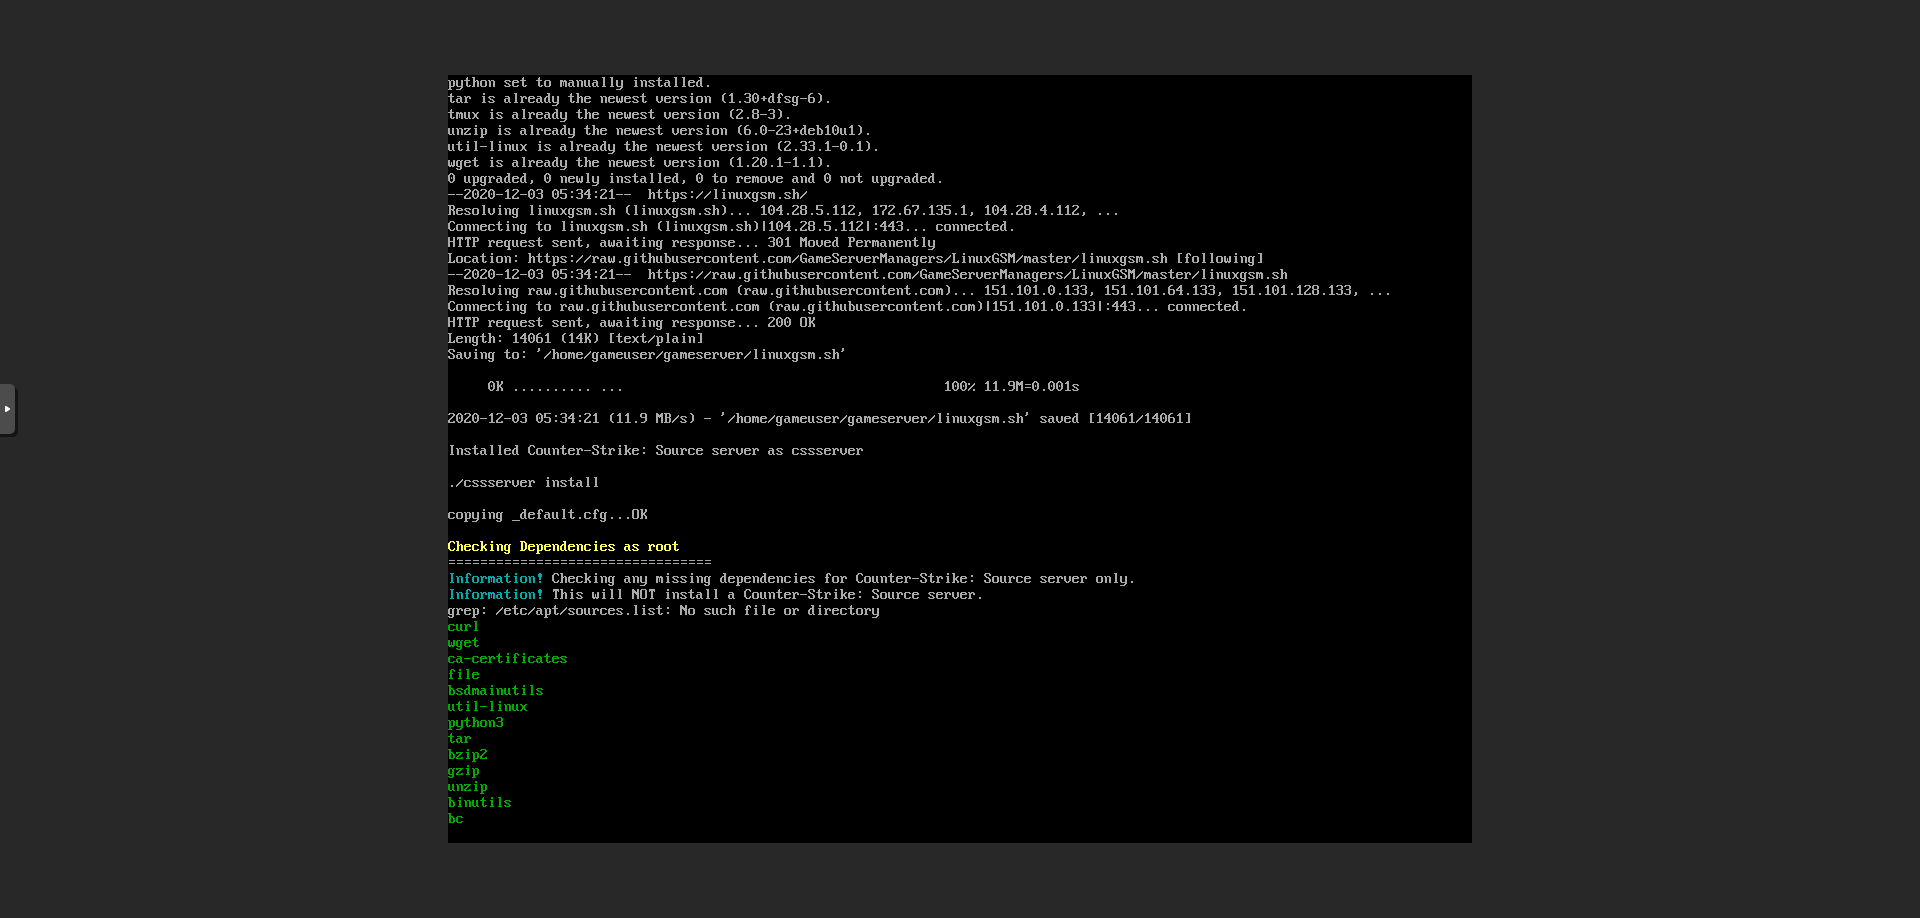 python set to manually installed.
tar is already the newest version (1.30+dfsg-6).
tmux is already the newest version (2.8-3).
unzip is already the newest version (6.0-23+deb10u1).
util-linux is already the newest version (2.33.1-0.1).
wget is already the newest version (1.20.1-1.1).
0 upgraded, 0 newly installed, 0 to remove and 0 not upgraded.
--2020-12-03 05:34:21--  https://linuxgsm.sh/
Resolving linuxgsm.sh (linuxgsm.sh)... 104.28.5.112, 172.67.135.1, 104.28.4.112, ...
Connecting to linuxgsm.sh (linuxgsm.sh)|104.28.5.112|:443... connected.
HTTP request sent, awaiting response... 301 Moved Permanently
Location: https://raw.githubusercontent.com/GameServerManagers/LinuxGSM/master/linuxgsm.sh [following]
--2020-12-03 05:34:21--  https://raw.githubusercontent.com/GameServerManagers/LinuxGSM/master/linuxgsm.sh
Resolving raw.githubusercontent.com (raw.githubusercontent.com)... 151.101.0.133, 151.101.64.133, 151.101.128.133, ...
Connecting to raw.githubusercontent.com (raw.githubusercontent.com)|151.101.0.133|:443... connected.
HTTP request sent, awaiting response... 200 OK
Length: 14061 (14K) [text/plain]
Saving to: '/home/gameuser/gameserver/linuxgsm.sh'
0K .......... ... 100% 11.9M=0.001s
2020-12-03 05:34:21 (11.9 MB/s) - '/home/gameuser/gameserver/linuxgsm.sh' saved [14061/14061]
Installed Counter-Strike: Source server as cssserver
./cssserver install
copying _default.cfg...OK
Checking Dependencies as root
=================================
Information! Checking any missing dependencies for Counter-Strike: Source server only.
Information! This will NOT install a Counter-Strike: Source server.
grep: /etc/apt/sources.list: No such file or directory
curl
wget
ca-certificates
file
bsdmainutils
util-linux
python3
tar
bzip2
gzip
unzip
binutils
bc